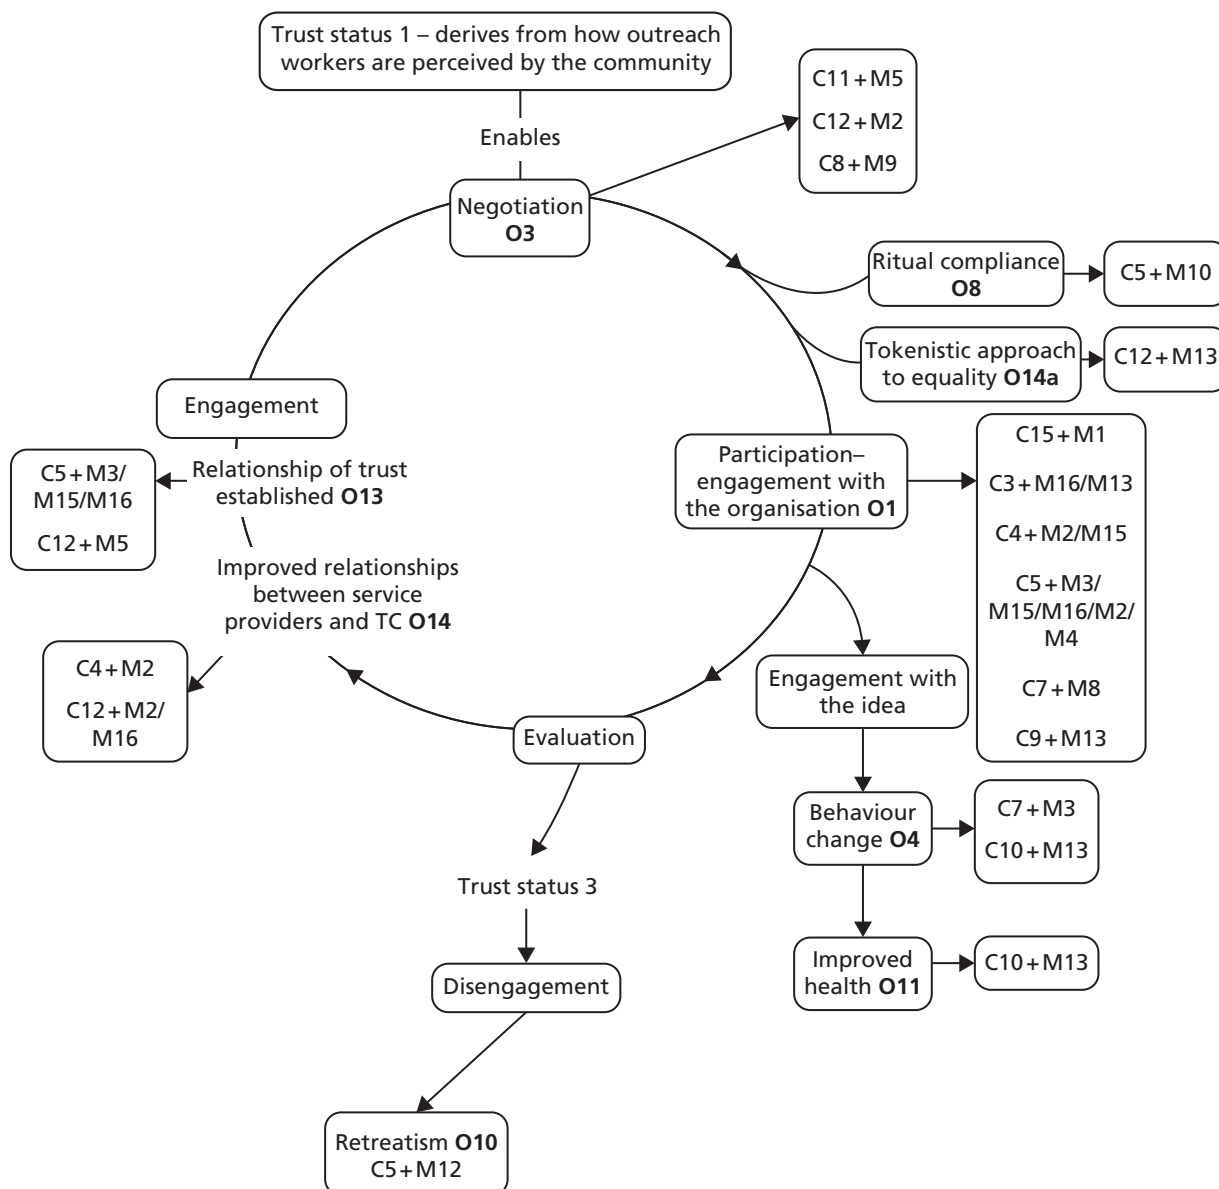 Trust status 1 – derives from how outreach
workers are perceived by the community
Enables
C11 + M5
C12 + M2
C8 + M9
Negotiation
O3
Ritual compliance
O8
C5 + M10
Tokenistic approach
to equality O14a
C12 + M13
Engagement
Participation–
engagement with
the organisation O1
C15 + M1
C3 + M16/M13
C4 + M2/M15
C5 + M3/
M15/M16/M2/
M4
C7 + M8
C9 + M13
C5 + M3/
M15/M16
C12 + M5
Relationship of trust
established O13
Improved relationships
between service
providers and TC O14
C4 + M2
C12 + M2/
M16
Engagement with
the idea
Evaluation
Behaviour
change O4
C7 + M3
C10 + M13
Trust status 3
Improved
health O11
C10 + M13
Disengagement
Retreatism O10
C5 + M12